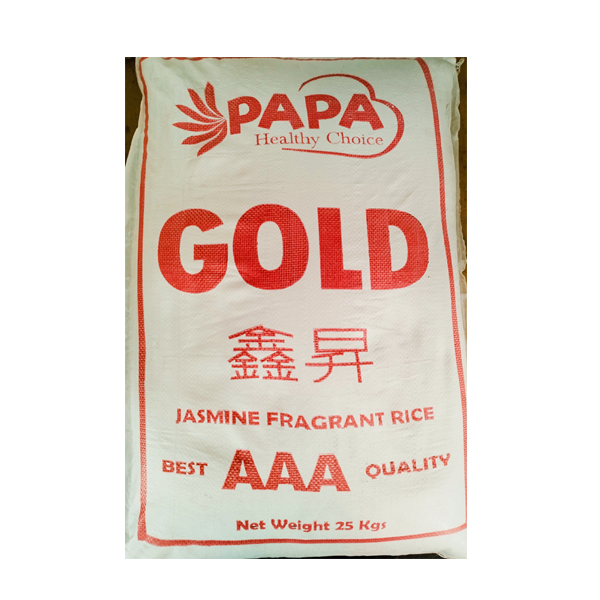 PAPA
Healthy Choice
GOLD
鑫昇
JASMINE FRAGRANT RICE
BEST AAA QUALITY
Net Weight 25 Kgs